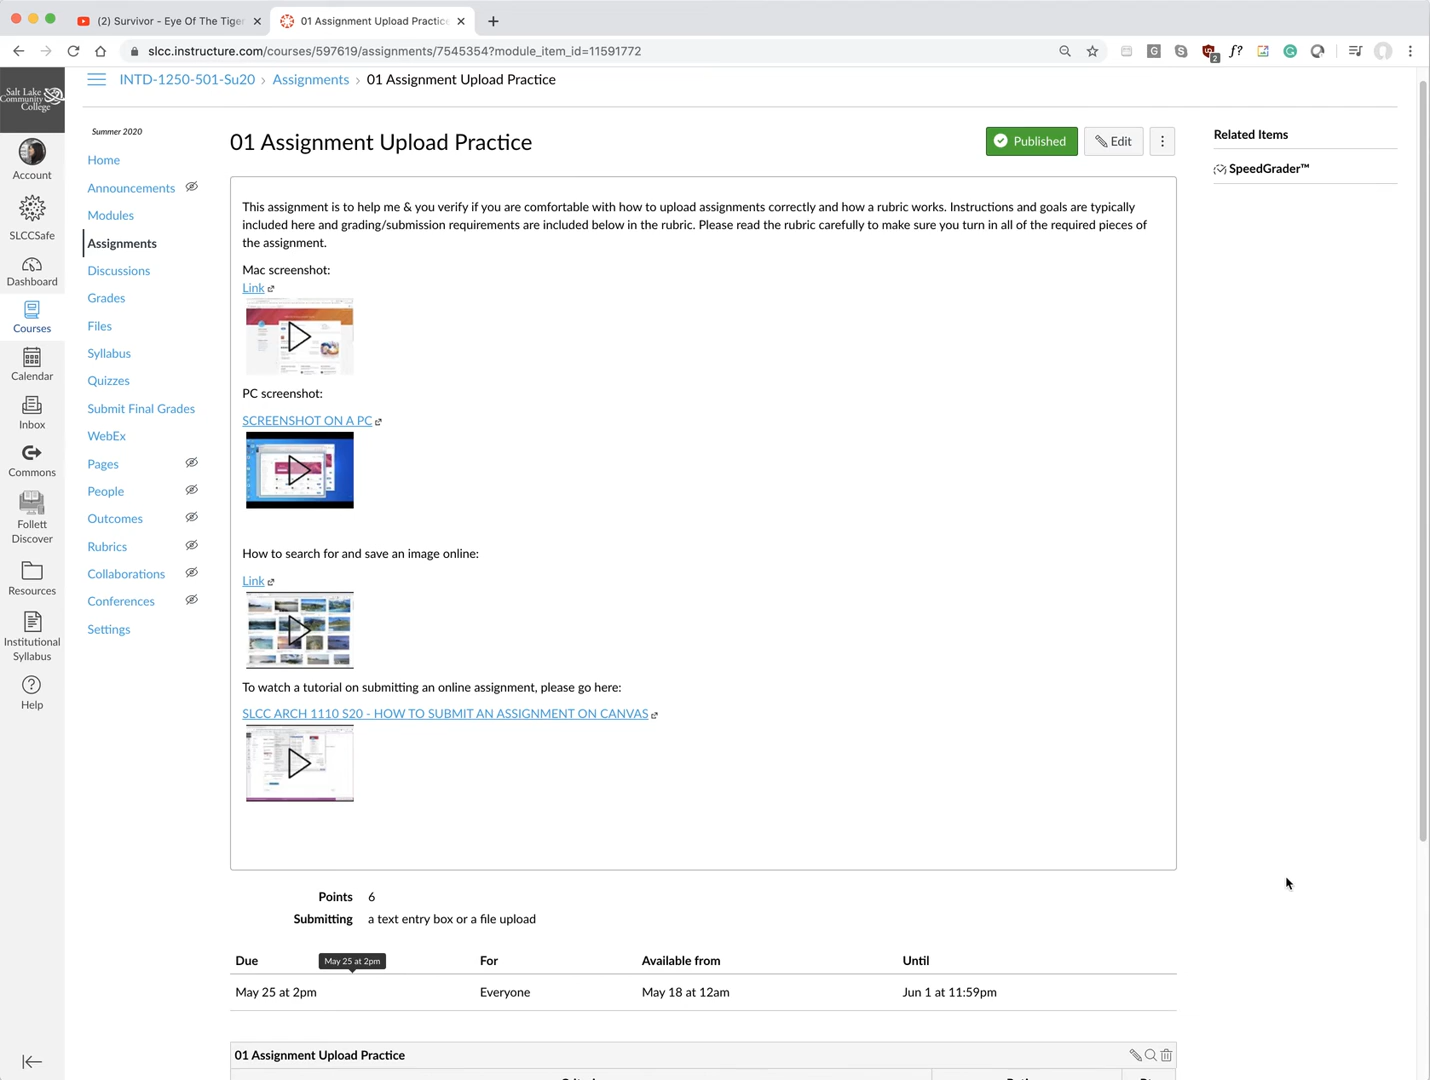 (2) Survivor - Eye Of The Tiger
01 Assignment Upload Practice
slcc.instructure.com/courses/597619/assignments/7545354?module_item_id=11591772
G
S
2
f?
G
Salt Lake
Community
College
INTD-1250-501-Su20 › Assignments › 01 Assignment Upload Practice
Account
SLCCSafe
Dashboard
Courses
Calendar
Inbox
Commons
Follett
Discover
Resources
Institutional
Syllabus
Help
Summer 2020
Home
Announcements
Modules
Assignments
Discussions
Grades
Files
Syllabus
Quizzes
Submit Final Grades
WebEx
Pages
People
Outcomes
Rubrics
Collaborations
Conferences
Settings
01 Assignment Upload Practice
Published
Edit
Related Items
SpeedGrader™
This assignment is to help me & you verify if you are comfortable with how to upload assignments correctly and how a rubric works. Instructions and goals are typically
included here and grading/submission requirements are included below in the rubric. Please read the rubric carefully to make sure you turn in all of the required pieces of
the assignment.
Mac screenshot:
Link
PC screenshot:
SCREENSHOT ON A PC
How to search for and save an image online:
Link
To watch a tutorial on submitting an online assignment, please go here:
SLCC ARCH 1110 S20 - HOW TO SUBMIT AN ASSIGNMENT ON CANVAS
Points 6
Submitting a text entry box or a file upload
Due May 25 at 2pm For Available from Until
May 25 at 2pm Everyone May 18 at 12am Jun 1 at 11:59pm
01 Assignment Upload Practice